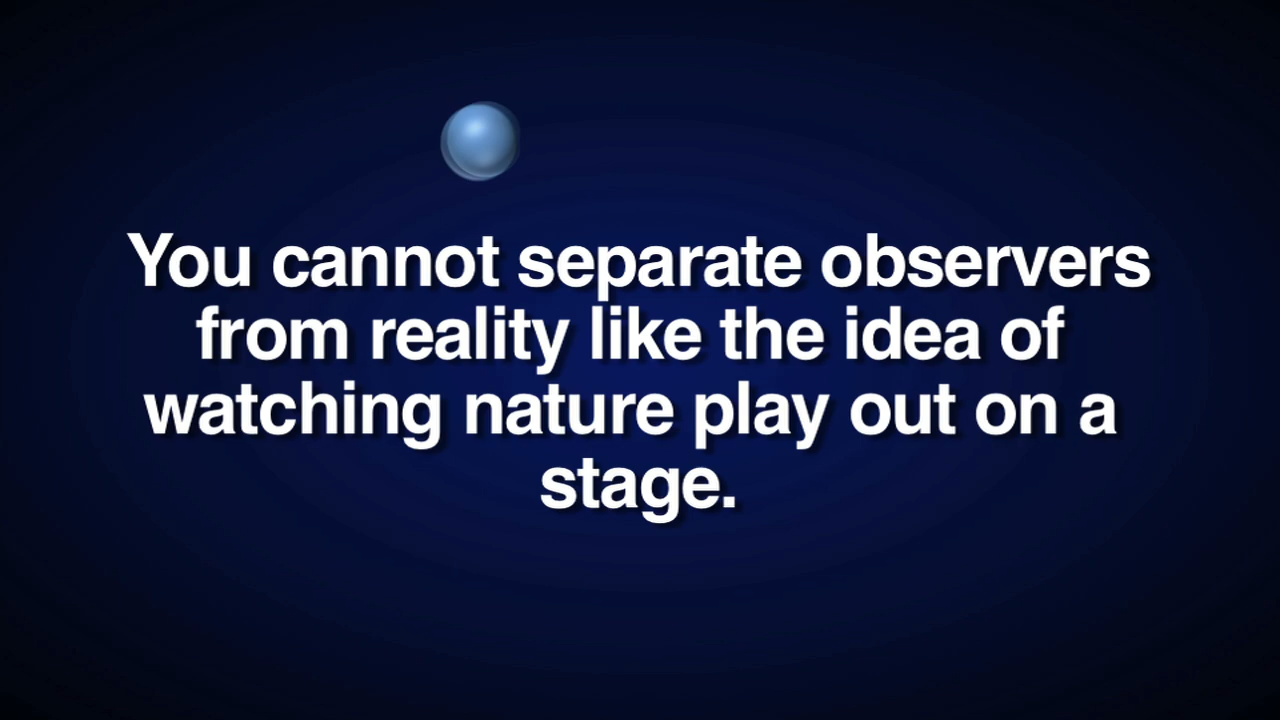 You cannot separate observers
from reality like the idea of
watching nature play out on a
stage.